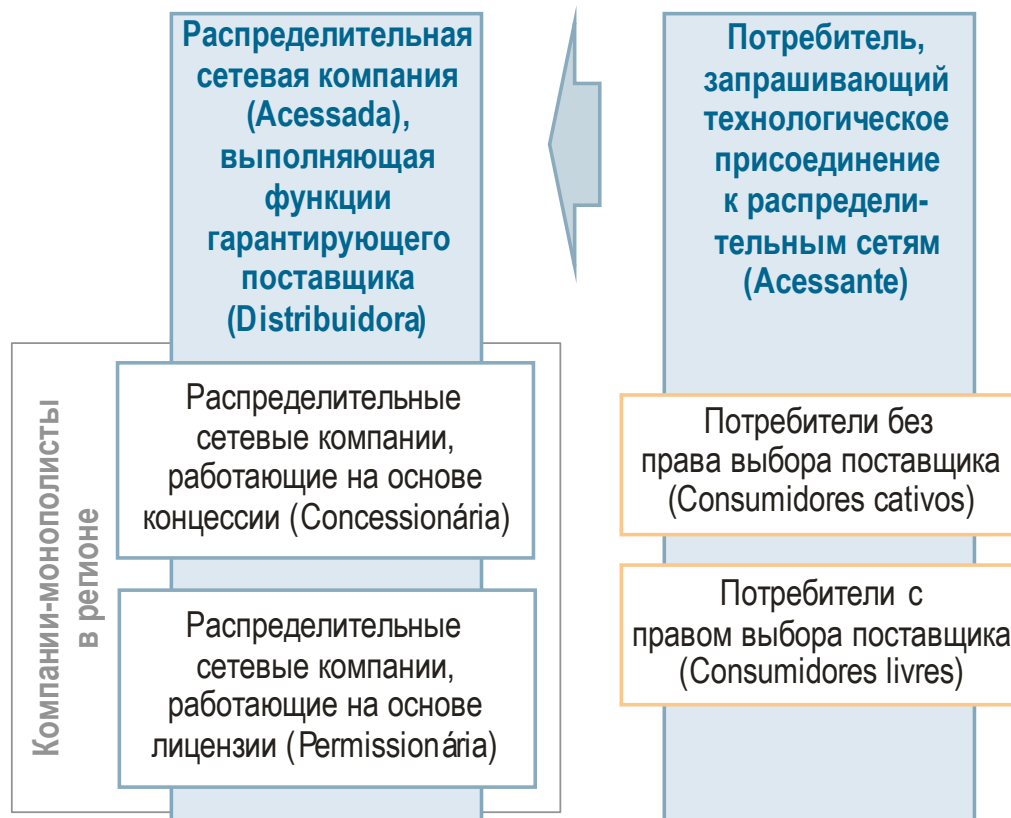 Распределительная
сетевая компания
(Acessada),
выполняющая
функции
гарантирующего
поставщика
(Distribuidora)
Компании-монополисты
в регионе
Распределительные
сетевые компании,
работающие на основе
концессии (Concessionária)
Распределительные
сетевые компании,
работающие на основе
лицензии (Permissionária)
Потребитель,
запрашивающий
технологическое
присоединение
к распредели-
тельным сетям
(Acessante)
Потребители без
права выбора поставщика
(Consumidores cativos)
Потребители с
правом выбора поставщика
(Consumidores livres)